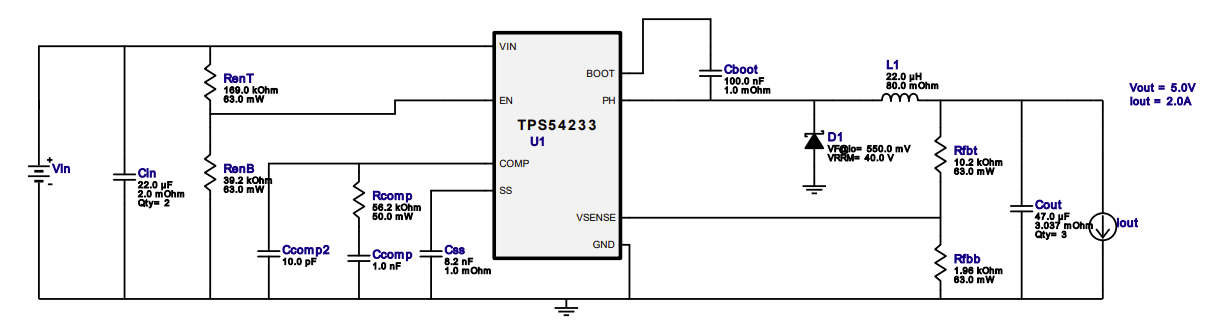 VIN
BOOT
PH
EN
TPS54233
U1
COMP
SS
VSENSE
GND
Vin
+
Cin
22.0 µF
2.0 mOhm
Qty= 2
RenT
169.0 kOhm
63.0 mW
RenB
39.2 kOhm
63.0 mW
Ccomp2
10.0 pF
Rcomp
56.2 kOhm
50.0 mW
Ccomp
1.0 nF
Css
8.2 nF
1.0 mOhm
Cboot
100.0 nF
1.0 mOhm
L1
22.0 µH
80.0 mOhm
D1
VF@Io= 550.0 mV
VRRM= 40.0 V
Rfbt
10.2 kOhm
63.0 mW
Rfbb
1.96 kOhm
63.0 mW
Cout
47.0 µF
3.037 mOhm
Qty= 3
Iout
Vout = 5.0V
Iout = 2.0A